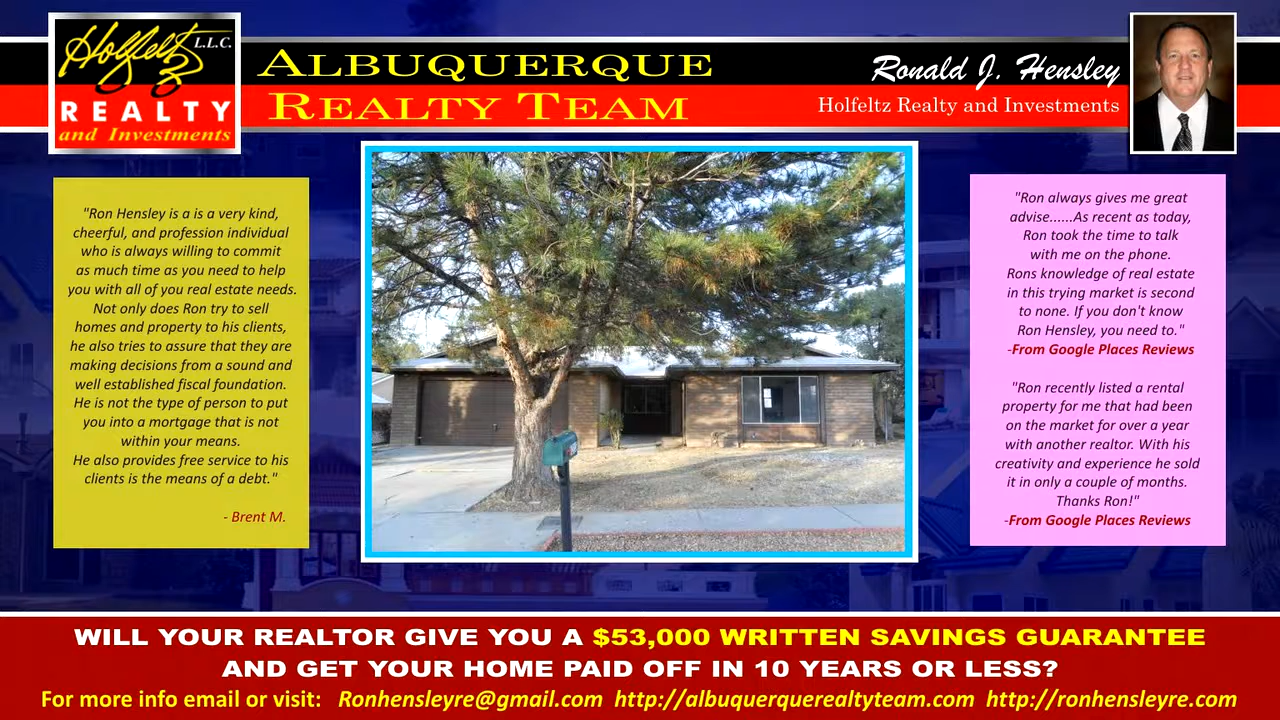 Holfeltz L.L.C.
REALTY
and Investments
ALBUQUERQUE
REALTY TEAM
Ronald J. Hensley
Holfeltz Realty and Investments
"Ron Hensley is a is a very kind,
cheerful, and profession individual
who is always willing to commit
as much time as you need to help
you with all of you real estate needs.
Not only does Ron try to sell
homes and property to his clients,
he also tries to assure that they are
making decisions from a sound and
well established fiscal foundation.
He is not the type of person to put
you into a mortgage that is not
within your means.
He also provides free service to his
clients is the means of a debt."
- Brent M.
"Ron always gives me great
advise......As recent as today,
Ron took the time to talk
with me on the phone.
Rons knowledge of real estate
in this trying market is second
to none. If you don't know
Ron Hensley, you need to."
-From Google Places Reviews
"Ron recently listed a rental
property for me that had been
on the market for over a year
with another realtor. With his
creativity and experience he sold
it in only a couple of months.
Thanks Ron!"
-From Google Places Reviews
WILL YOUR REALTOR GIVE YOU A $53,000 WRITTEN SAVINGS GUARANTEE
AND GET YOUR HOME PAID OFF IN 10 YEARS OR LESS?
For more info email or visit: Ronhensleyre@gmail.com http://albuquerquerealtyteam.com http://ronhensleyre.com